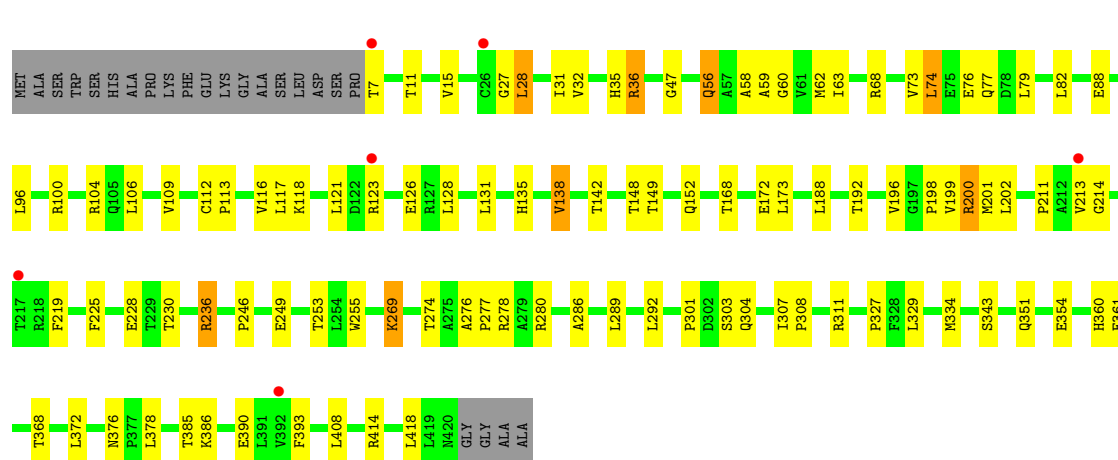 MET ALA SER TRP SER HIS ALA PRO LYS PHE GLU LYS GLY ALA SER LEU ASP SER PRO T7 T11 V15 C26 G27 L28 I31 V32 H35 R36 G47 Q56 A57 A58 A59 G60 V61 M62 I63 R68 V73 L74 E75 E76 Q77 D78 L79 L82 E88
L96 R100 R104 Q105 L106 V109 C112 P113 V116 L117 K118 L121 D122 R123 E126 R127 L128 L131 H135 V138 T142 T148 T149 Q152 T168 E172 L173 L188 T192 V196 G197 P198 V199 R200 M201 L202 P211 A212 V213 G214
T217 R218 F219 F225 E228 T229 T230 R236 P246 E249 T253 L254 W255 K269 T274 A275 A276 P277 R278 A279 R280 A286 L289 L292 P301 D302 S303 Q304 I307 P308 R311 P327 F328 L329 M334 S343 Q351 E354 H360
T368 L372 N376 P377 L378 T385 K386 E390 L391 V392 F393 L408 R414 L418 L419 N420 GLY GLY ALA ALA